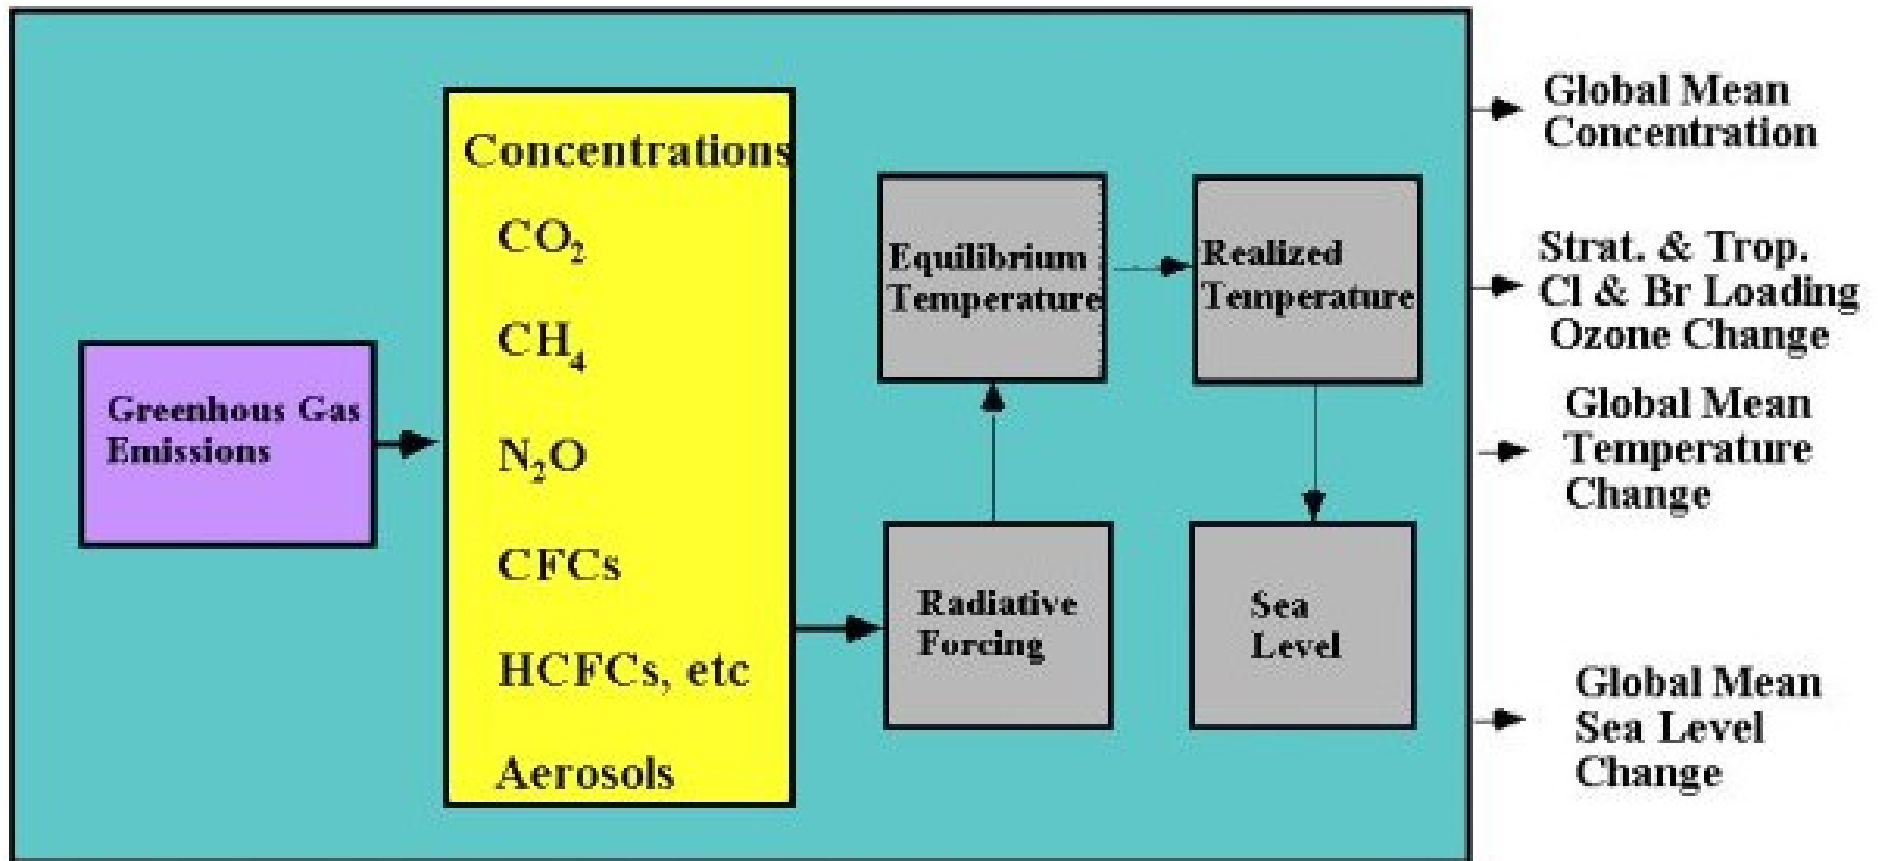 Greenhous Gas
Emissions
Concentrations
CO₂
CH₄
N₂O
CFCs
HCFCs, etc
Aerosols
Equilibrium
Temperature
Realized
Temperature
Radiative
Forcing
Sea
Level
Global Mean
Concentration
Strat. & Trop.
Cl & Br Loading
Ozone Change
Global Mean
Temperature
Change
Global Mean
Sea Level
Change